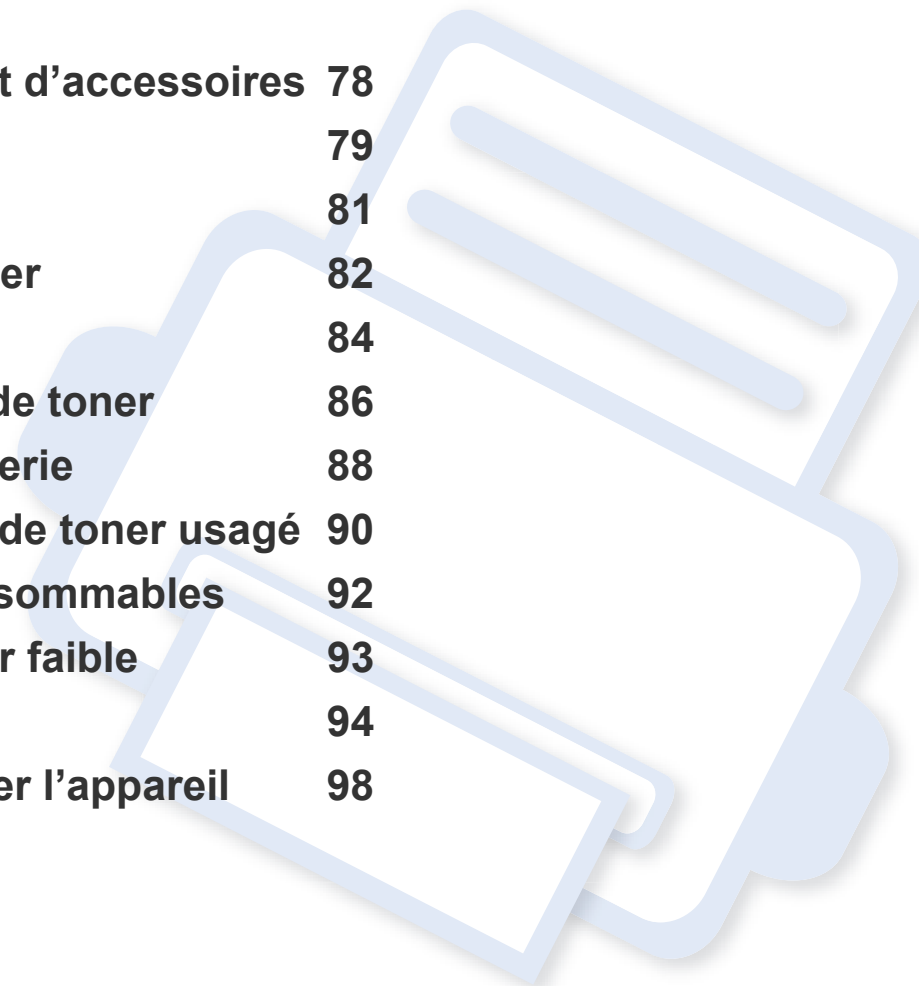 t d’accessoires 78
79
81
er 82
84
de toner 86
erie 88
de toner usagé 90
sommables 92
r faible 93
94
er l’appareil 98